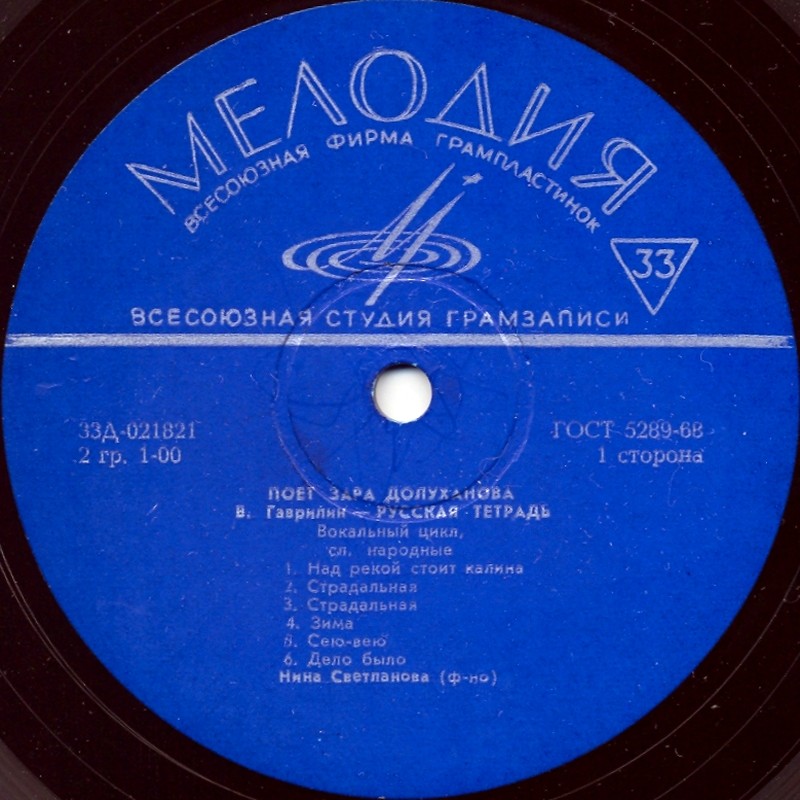 МЕЛОДИЯ
ВСЕСОЮЗНАЯ ФИРМА ГРАМПЛАСТИНОК
33
ВСЕСОЮЗНАЯ СТУДИЯ ГРАМЗАПИСИ
33Д-021821
2 гр. 1-00
ГОСТ 5289-68
1 сторона
ПОЕТ ЗАРА ДОЛУХАНОВА
В. Гаврилин — РУССКАЯ ТЕТРАДЬ
Вокальный цикл,
сл. народные
1. Над рекой стоит калина
2. Страдальная
3. Страдальная
4. Зима
5. Сею-вею
6. Дело было
Нина Светланова (ф-но)